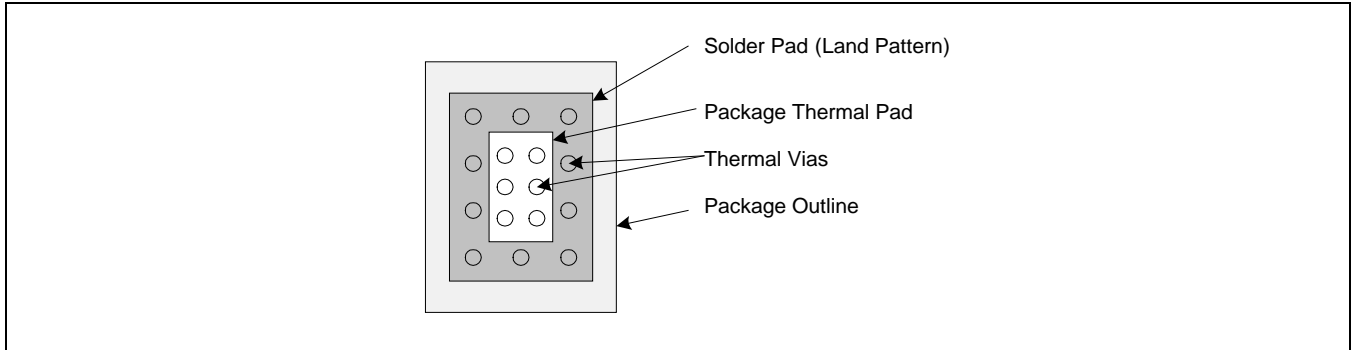 Solder Pad (Land Pattern)
Package Thermal Pad
Thermal Vias
Package Outline